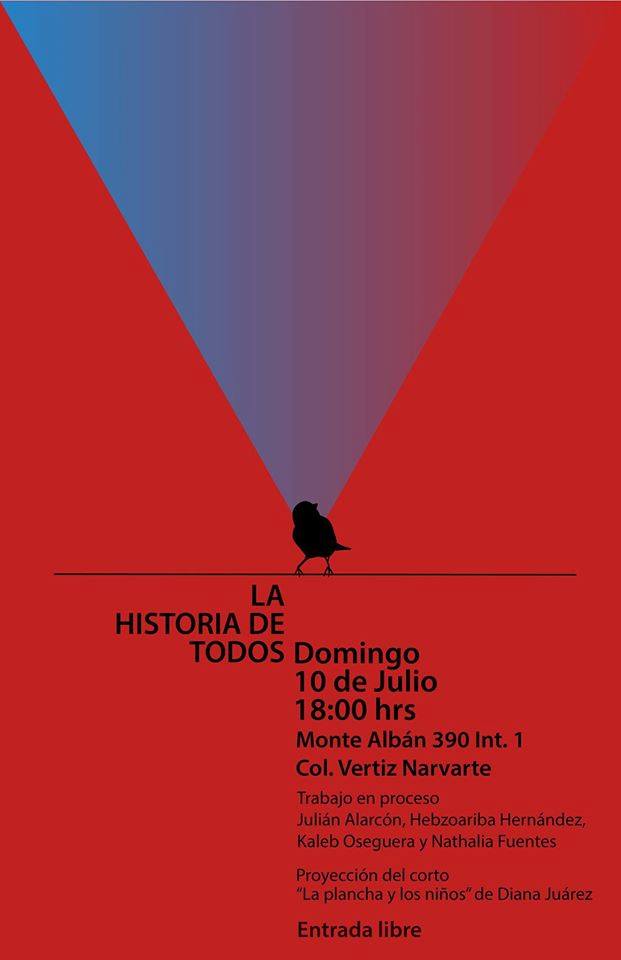 LA
HISTORIA DE
TODOS
Domingo
10 de Julio
18:00 hrs
Monte Albán 390 Int. 1
Col. Vertiz Narvarte
Trabajo en proceso
Julián Alarcón, Hebzoariba Hernández,
Kaleb Oseguera y Nathalia Fuentes
Proyección del corto
“La plancha y los niños” de Diana Juárez
Entrada libre